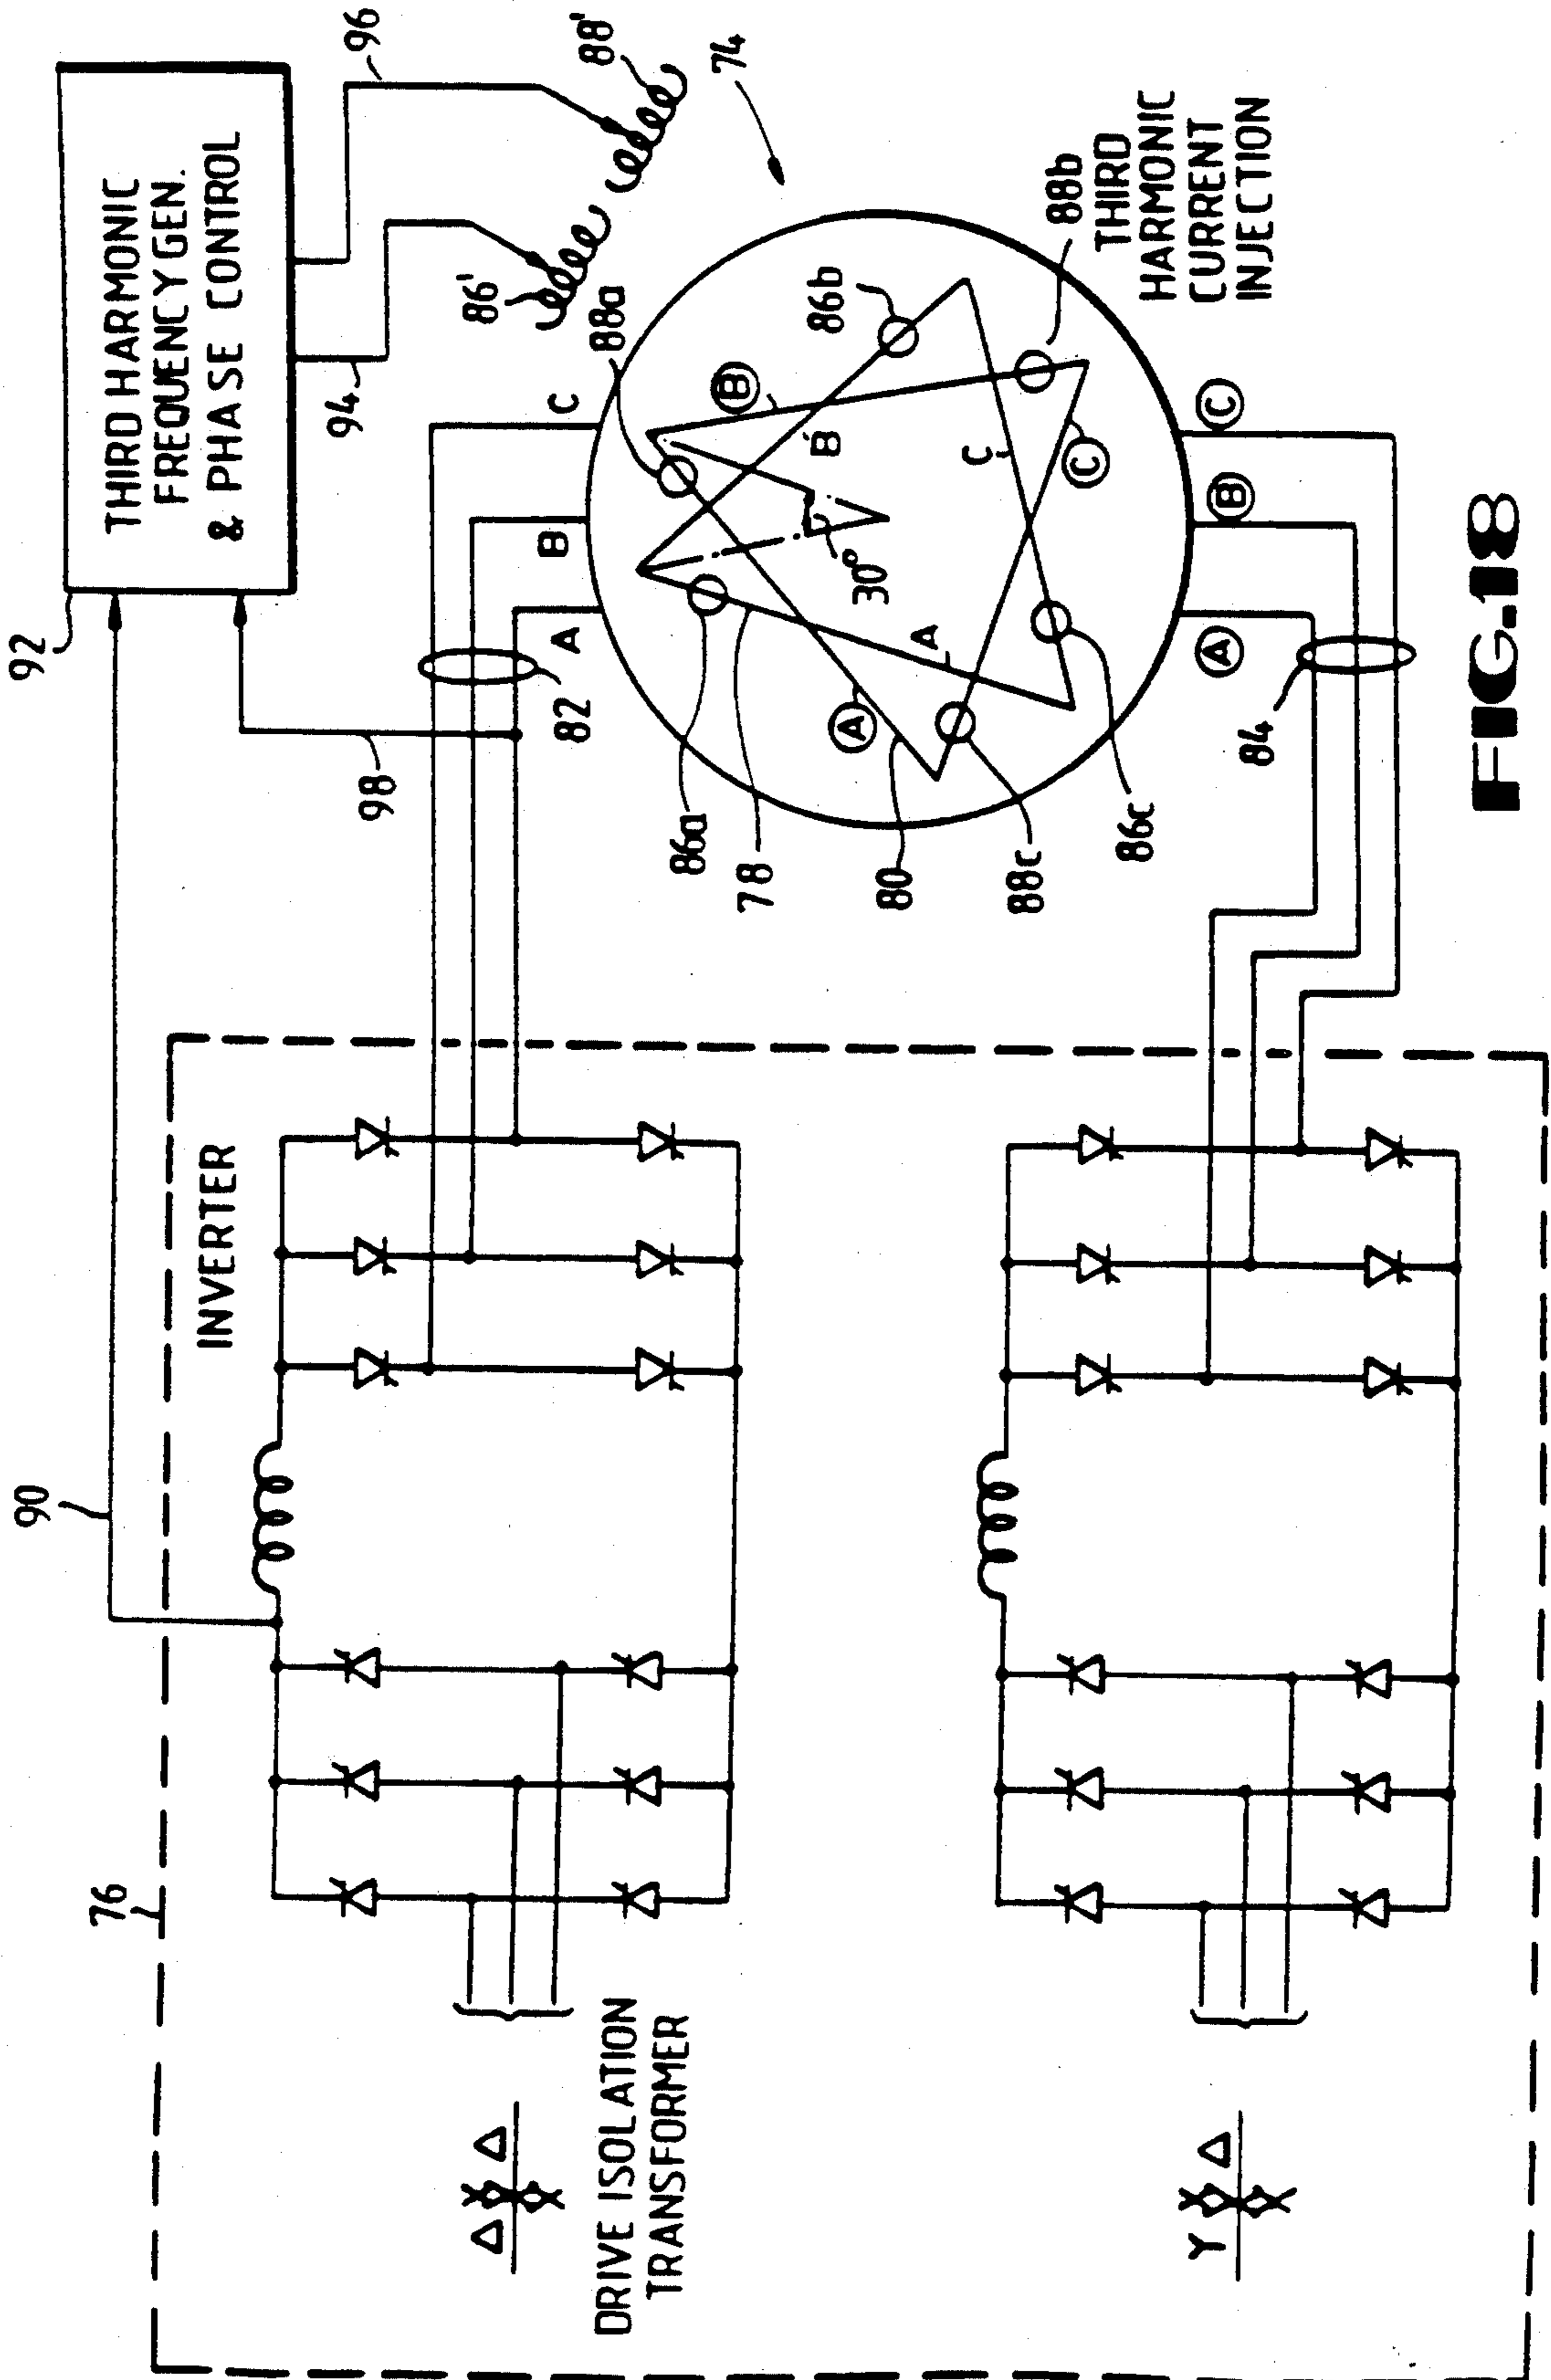 92
THIRD HARMONIC
FREQUENCY GEN.
& PHASE CONTROL
96
94
98
90
76
INVERTER
86'
88'
74
82
A
B
C
88a
86b
88b
THIRD
HARMONIC
CURRENT
INJECTION
86a
78
80
88c
86c
30°
A
B
C
Ⓐ
Ⓑ
Ⓒ
Ⓐ
Ⓑ
Ⓒ
84
Δ Δ
DRIVE ISOLATION
TRANSFORMER
Y Δ
FIG.18